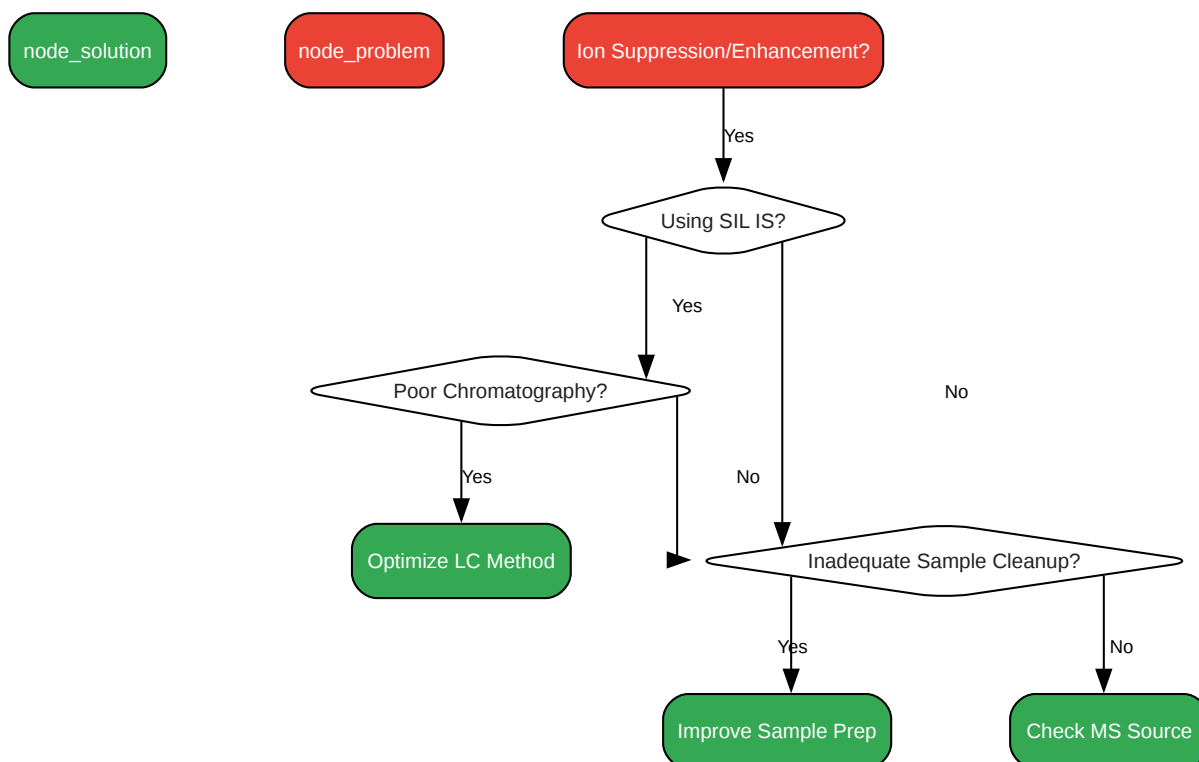 node_solution
node_problem
Ion Suppression/Enhancement?
Yes
Using SIL IS?
Yes
Poor Chromatography?
No
Yes
No
Optimize LC Method
Inadequate Sample Cleanup?
Yes
No
Improve Sample Prep
Check MS Source